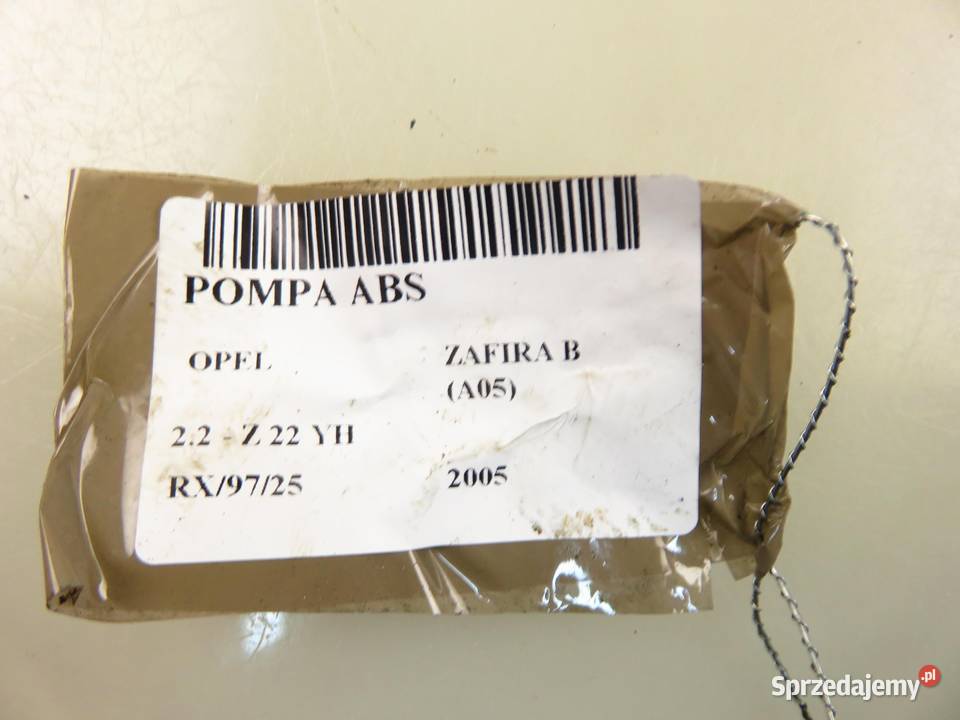 POMPA ABS
OPEL ZAFIRA B
(A05)
2.2 - Z 22 YH
RX/97/25 2005
Sprzedajemy.pl